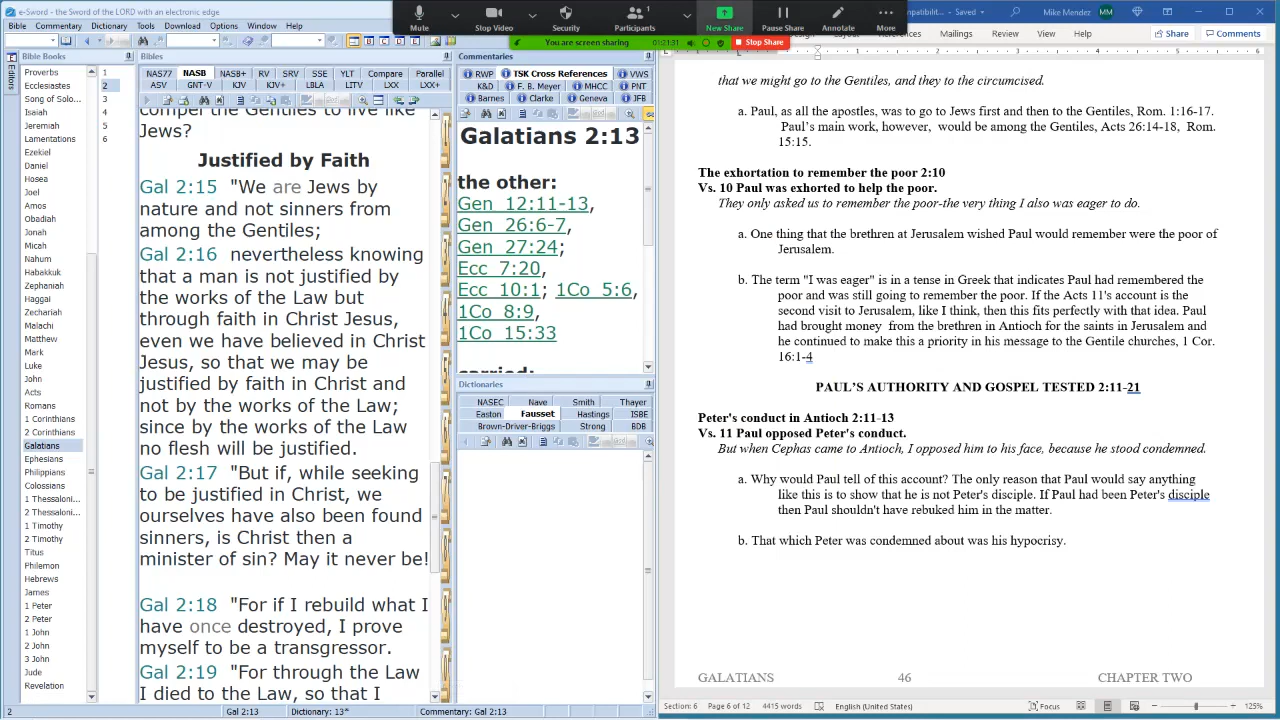 e-Sword - the Sword of the LORD with an electronic edge
Bible Commentary Dictionary Tools Download Options Window Help
Mute
Stop Video
Security
Participants
1
New Share
Pause Share
Annotate
More
You are screen sharing
01:21:31
Stop Share
Saved
Mike Mendez
MM
References Mailings Review View Help
Share
Comments
Editors
Bible Books
Proverbs
Ecclesiastes
Song of Solo...
Isaiah
Jeremiah
Lamentations
Ezekiel
Daniel
Hosea
Joel
Amos
Obadiah
Jonah
Micah
Nahum
Habakkuk
Zephaniah
Haggai
Zechariah
Malachi
Matthew
Mark
Luke
John
Acts
Romans
1 Corinthians
2 Corinthians
Galatians
Ephesians
Philippians
Colossians
1 Thessaloni...
2 Thessaloni...
1 Timothy
2 Timothy
Titus
Philemon
Hebrews
James
1 Peter
2 Peter
1 John
2 John
3 John
Jude
Revelation
1
2
3
4
5
6
Bibles
NAS77 NASB NASB+ RV SRV SSE YLT Compare Parallel
ASV GNT-V KJV KJV+ LBLA LTTV LXX LXX+
compel the Gentiles to live like
Jews?
Justified by Faith
Gal 2:15 "We are Jews by
nature and not sinners from
among the Gentiles;
Gal 2:16 nevertheless knowing
that a man is not justified by
the works of the Law but
through faith in Christ Jesus,
even we have believed in Christ
Jesus, so that we may be
justified by faith in Christ and
not by the works of the Law;
since by the works of the Law
no flesh will be justified.
Gal 2:17 "But if, while seeking
to be justified in Christ, we
ourselves have also been found
sinners, is Christ then a
minister of sin? May it never be!
Gal 2:18 "For if I rebuild what I
have once destroyed, I prove
myself to be a transgressor.
Gal 2:19 "For through the Law
I died to the Law, so that I
Commentaries
RWP TSK Cross References VWS
K&D F. B. Meyer MHCC PNT
Barnes Clarke Geneva JFB
Galatians 2:13
the other:
Gen 12:11-13,
Gen 26:6-7,
Gen 27:24;
Ecc 7:20,
Ecc 10:1; 1Co 5:6,
1Co 8:9,
1Co 15:33
carried:
Dictionaries
NASEC Nave Smith Thayer
Easton Fausset Hastings ISBE
Brown-Driver-Briggs Strong BDB
2
Gal 2:13
Dictionary: 13*
Commentary: Gal 2:13
that we might go to the Gentiles, and they to the circumcised.
a. Paul, as all the apostles, was to go to Jews first and then to the Gentiles, Rom. 1:16-17.
Paul's main work, however, would be among the Gentiles, Acts 26:14-18, Rom.
15:15.
The exhortation to remember the poor 2:10
Vs. 10 Paul was exhorted to help the poor.
They only asked us to remember the poor-the very thing I also was eager to do.
a. One thing that the brethren at Jerusalem wished Paul would remember were the poor of
Jerusalem.
b. The term "I was eager" is in a tense in Greek that indicates Paul had remembered the
poor and was still going to remember the poor. If the Acts 11's account is the
second visit to Jerusalem, like I think, then this fits perfectly with that idea. Paul
had brought money from the brethren in Antioch for the saints in Jerusalem and
he continued to make this a priority in his message to the Gentile churches, 1 Cor.
16:1-4
PAUL'S AUTHORITY AND GOSPEL TESTED 2:11-21
Peter's conduct in Antioch 2:11-13
Vs. 11 Paul opposed Peter's conduct.
But when Cephas came to Antioch, I opposed him to his face, because he stood condemned.
a. Why would Paul tell of this account? The only reason that Paul would say anything
like this is to show that he is not Peter's disciple. If Paul had been Peter's disciple
then Paul shouldn't have rebuked him in the matter.
b. That which Peter was condemned about was his hypocrisy.
GALATIANS 46 CHAPTER TWO
Section: 6 Page 6 of 12 4415 words English (United States)
Focus
125%